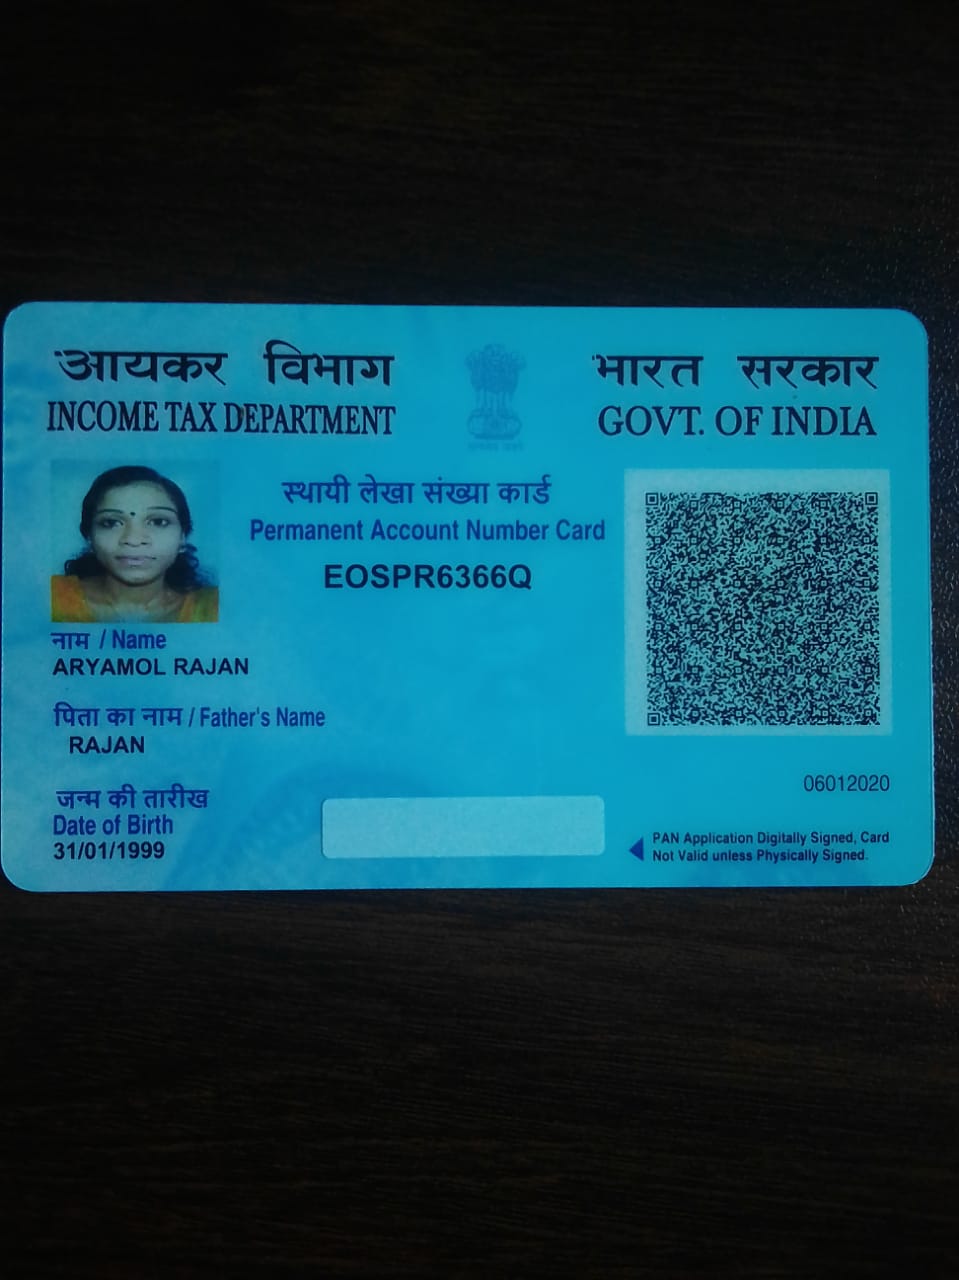 आयकर विभाग
INCOME TAX DEPARTMENT
भारत सरकार
GOVT. OF INDIA
स्थायी लेखा संख्या कार्ड
Permanent Account Number Card
EOSPR6366Q
नाम / Name
ARYAMOL RAJAN
पिता का नाम / Father's Name
RAJAN
जन्म की तारीख
Date of Birth
31/01/1999
06012020
PAN Application Digitally Signed, Card
Not Valid unless Physically Signed.